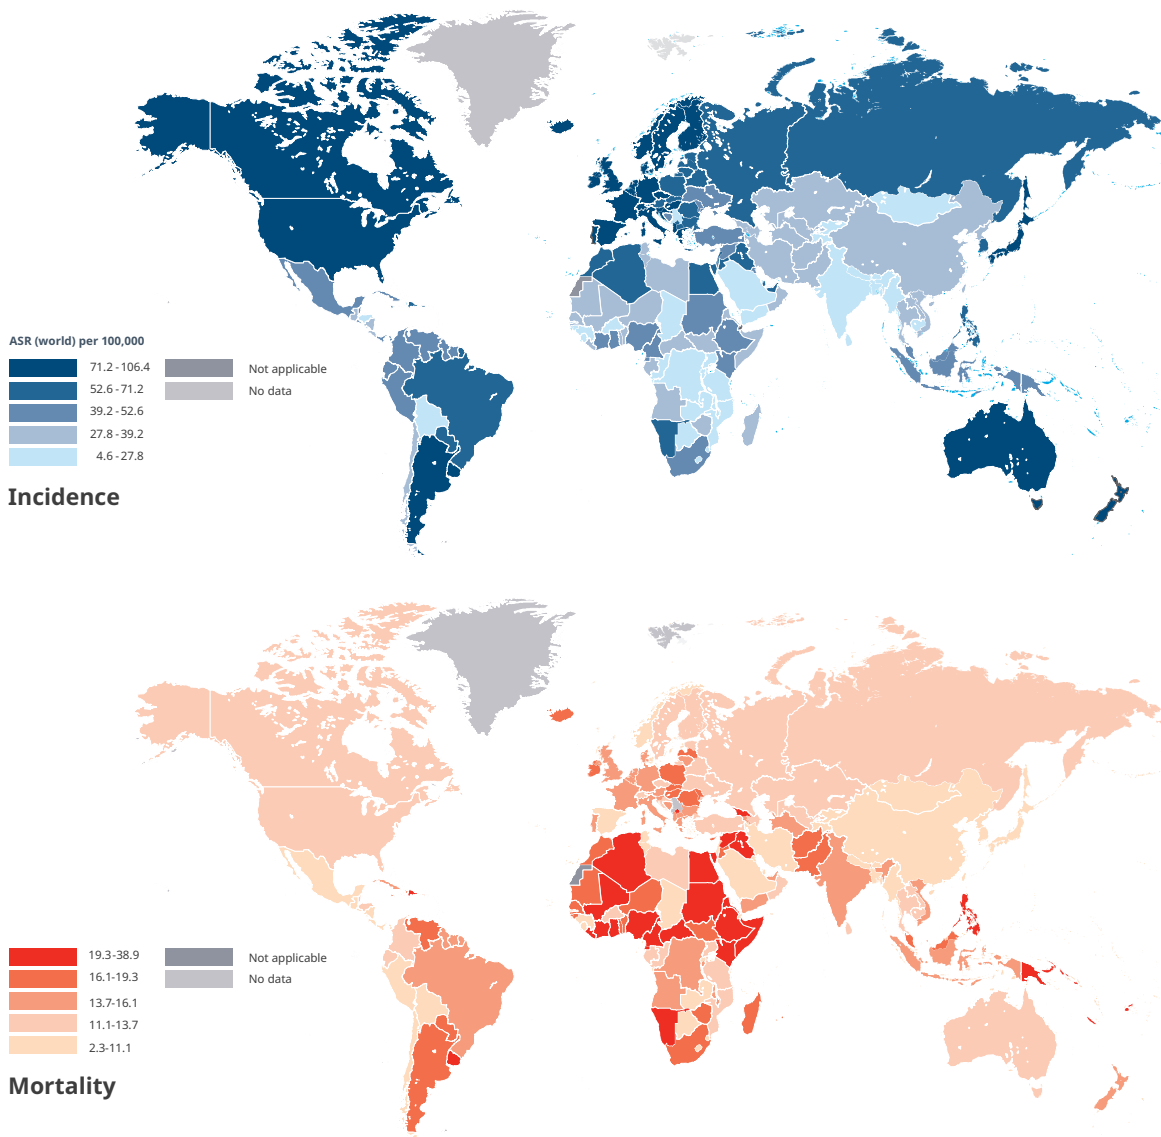 ASR (world) per 100,000
71.2 - 106.4 Not applicable
52.6 - 71.2 No data
39.2 - 52.6
27.8 - 39.2
4.6 - 27.8
Incidence
19.3-38.9 Not applicable
16.1-19.3 No data
13.7-16.1
11.1-13.7
2.3-11.1
Mortality